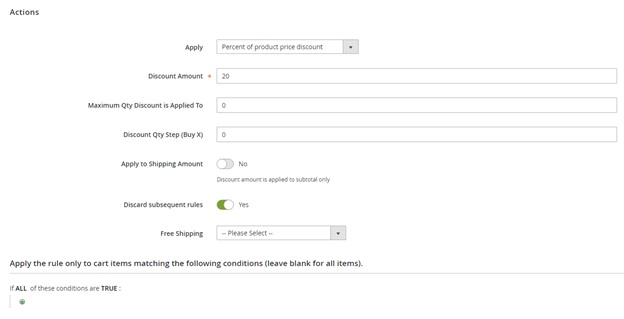 Actions
Apply Percent of product price discount
Discount Amount * 20
Maximum Qty Discount is Applied To 0
Discount Qty Step (Buy X) 0
Apply to Shipping Amount No
Discount amount is applied to subtotal only
Discard subsequent rules Yes
Free Shipping -- Please Select --
Apply the rule only to cart items matching the following conditions (leave blank for all items).
If ALL of these conditions are TRUE :